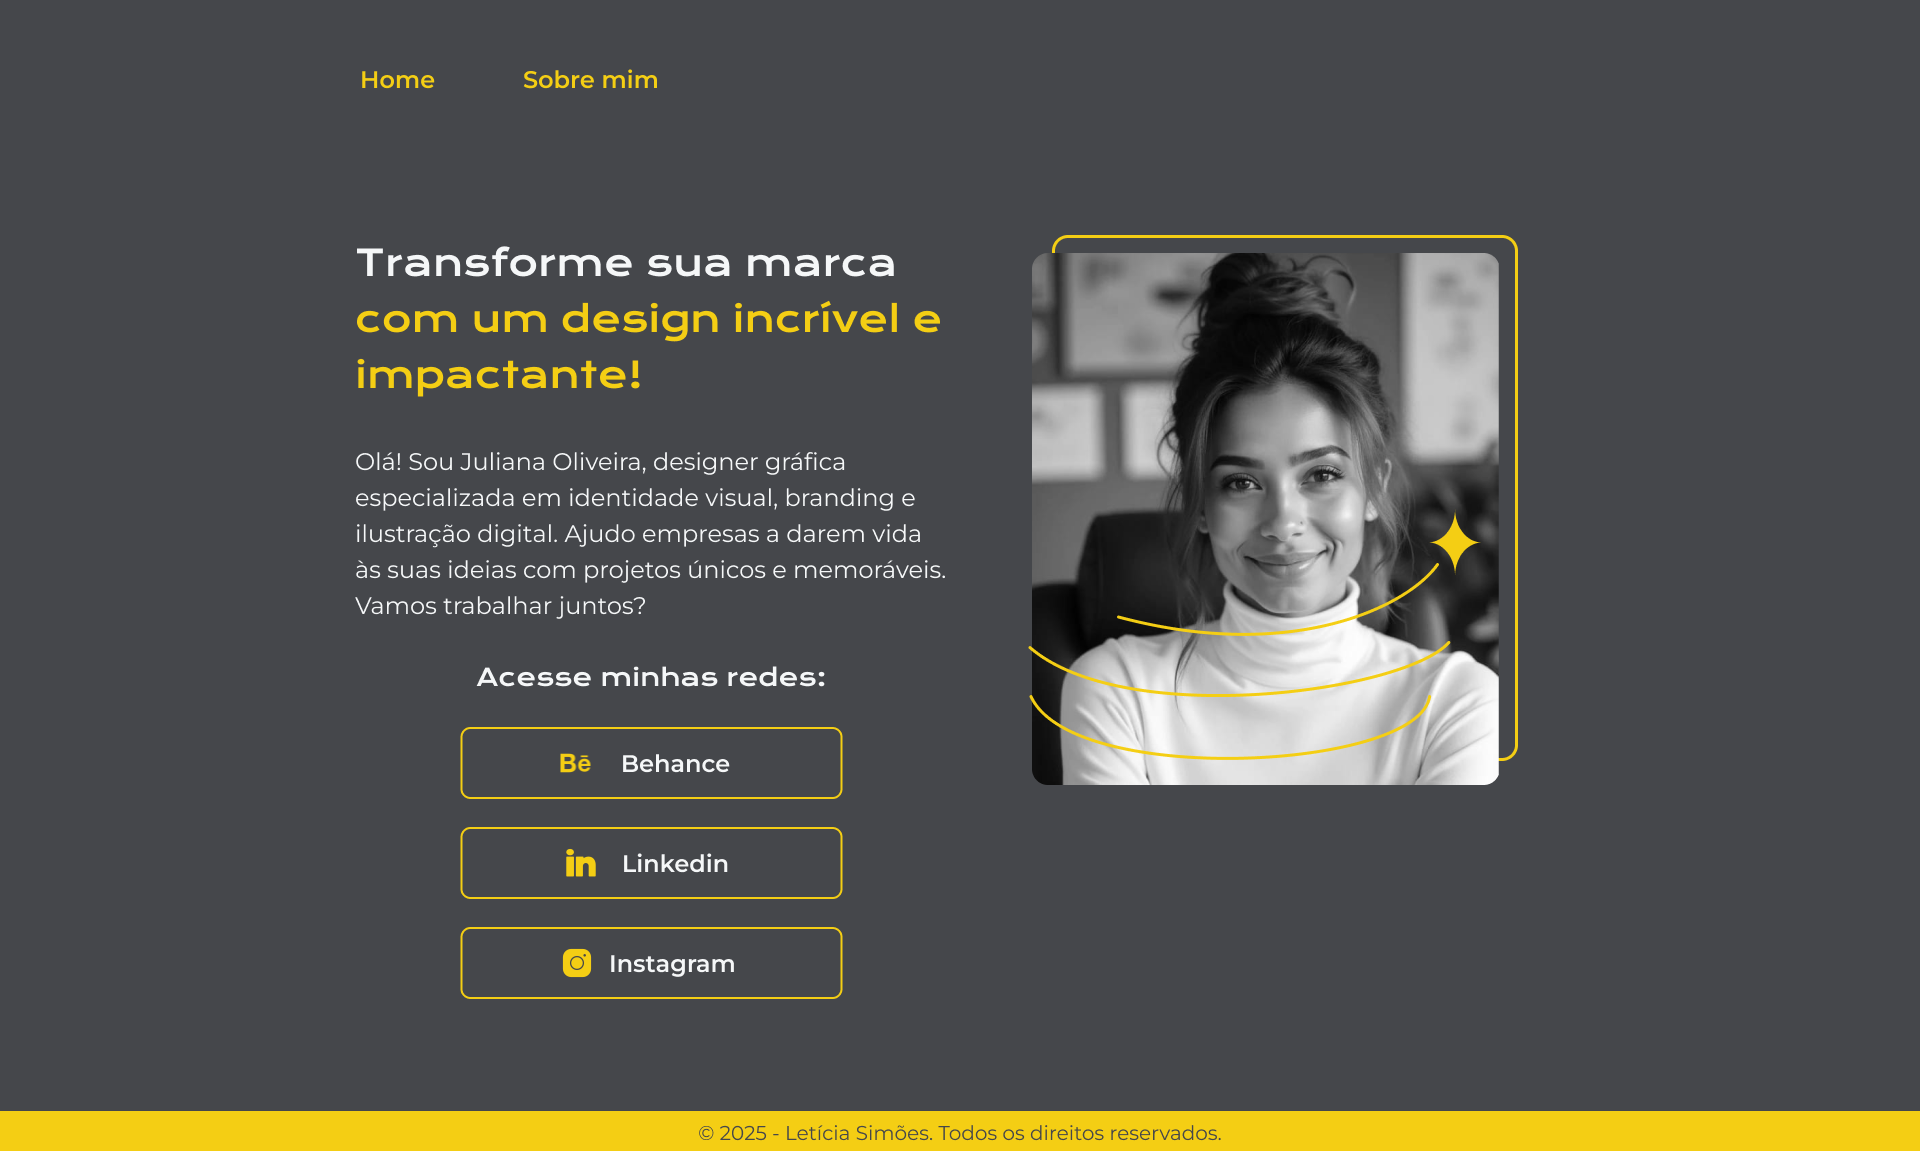 Home
Sobre mim
Transforme sua marca
com um design incrível e
impactante!
Olá! Sou Juliana Oliveira, designer gráfica
especializada em identidade visual, branding e
ilustração digital. Ajudo empresas a darem vida
às suas ideias com projetos únicos e memoráveis.
Vamos trabalhar juntos?
Acesse minhas redes:
Bē Behance
in Linkedin
Instagram
© 2025 - Letícia Simões. Todos os direitos reservados.